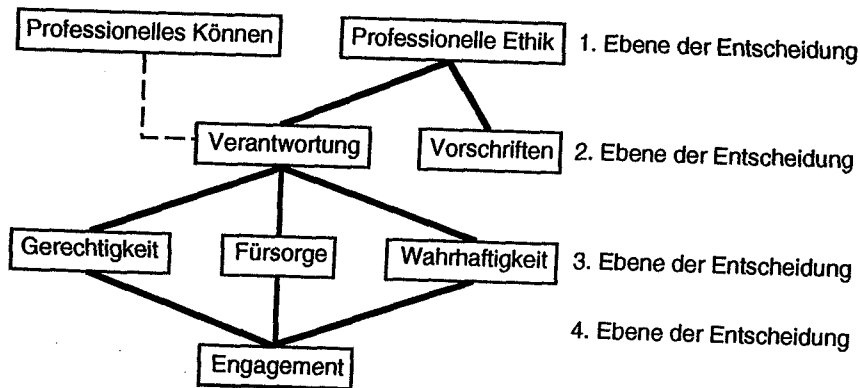 Professionelles Können
Professionelle Ethik
1. Ebene der Entscheidung
Verantwortung
Vorschriften
2. Ebene der Entscheidung
Gerechtigkeit
Fürsorge
Wahrhaftigkeit
3. Ebene der Entscheidung
4. Ebene der Entscheidung
Engagement